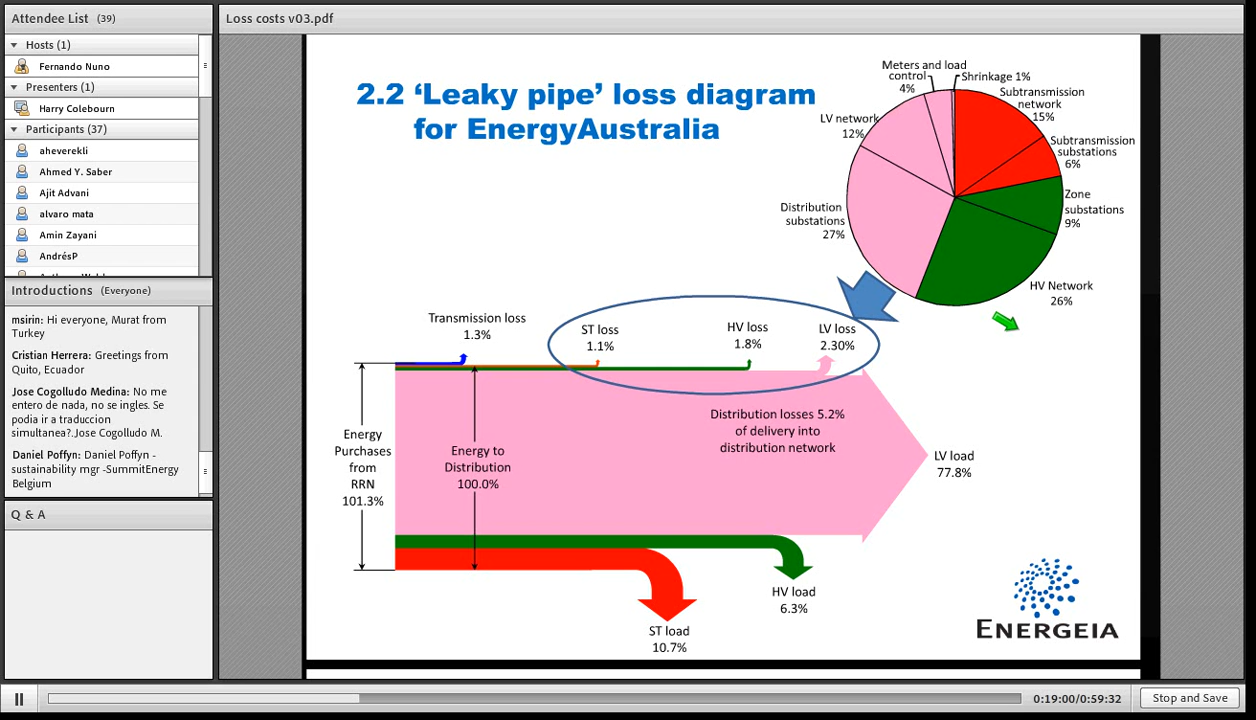 Attendee List (39)
Hosts (1)
Fernando Nuno
Presenters (1)
Harry Colebourn
Participants (37)
aheverekli
Ahmed Y. Saber
Ajit Advani
alvaro mata
Amin Zayani
AndrésP
Introductions (Everyone)
msirin: Hi everyone, Murat from
Turkey
Cristian Herrera: Greetings from
Quito, Ecuador
Jose Cogolludo Medina: No me
entero de nada, no se ingles. Se
podia ir a traduccion
simultanea?.Jose Cogolludo M.
Daniel Poffyn: Daniel Poffyn -
sustainability mgr -SummitEnergy
Belgium
Q & A
Loss costs v03.pdf
2.2 ‘Leaky pipe’ loss diagram
for EnergyAustralia
Meters and load
control
4%
Shrinkage 1%
Subtransmission
network
15%
Subtransmission
substations
6%
Zone
substations
9%
HV Network
26%
Distribution
substations
27%
LV network
12%
Transmission loss
1.3%
ST loss
1.1%
HV loss
1.8%
LV loss
2.30%
Distribution losses 5.2%
of delivery into
distribution network
Energy
Purchases
from
RRN
101.3%
Energy to
Distribution
100.0%
LV load
77.8%
HV load
6.3%
ST load
10.7%
ENERGEIA
0:19:00/0:59:32
Stop and Save